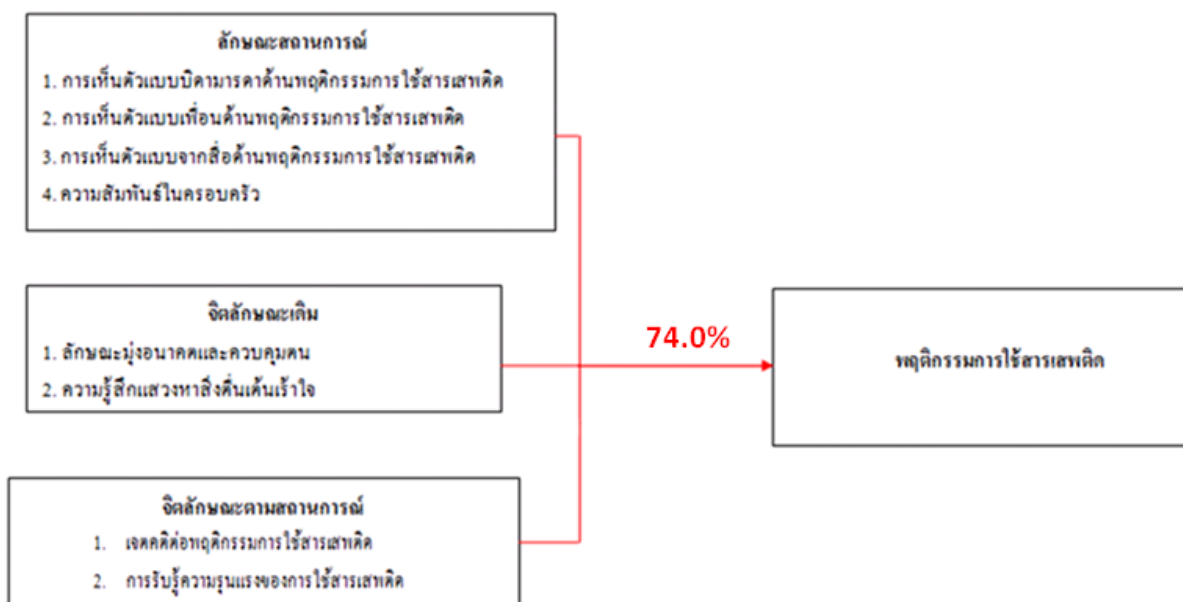 ลักษณะสถานการณ์
1. การเห็นตัวแบบบิดามารดาด้านพฤติกรรมการใช้สารเสพติด
2. การเห็นตัวแบบเพื่อนด้านพฤติกรรมการใช้สารเสพติด
3. การเห็นตัวแบบจากสื่อด้านพฤติกรรมการใช้สารเสพติด
4. ความสัมพันธ์ในครอบครัว
จิตลักษณะเดิม
1. ลักษณะมุ่งอนาคตและควบคุมตน
2. ความรู้สึกแสวงหาสิ่งตื่นเต้นเร้าใจ
74.0%
พฤติกรรมการใช้สารเสพติด
จิตลักษณะตามสถานการณ์
1. เจตคติต่อพฤติกรรมการใช้สารเสพติด
2. การรับรู้ความรุนแรงของการใช้สารเสพติด